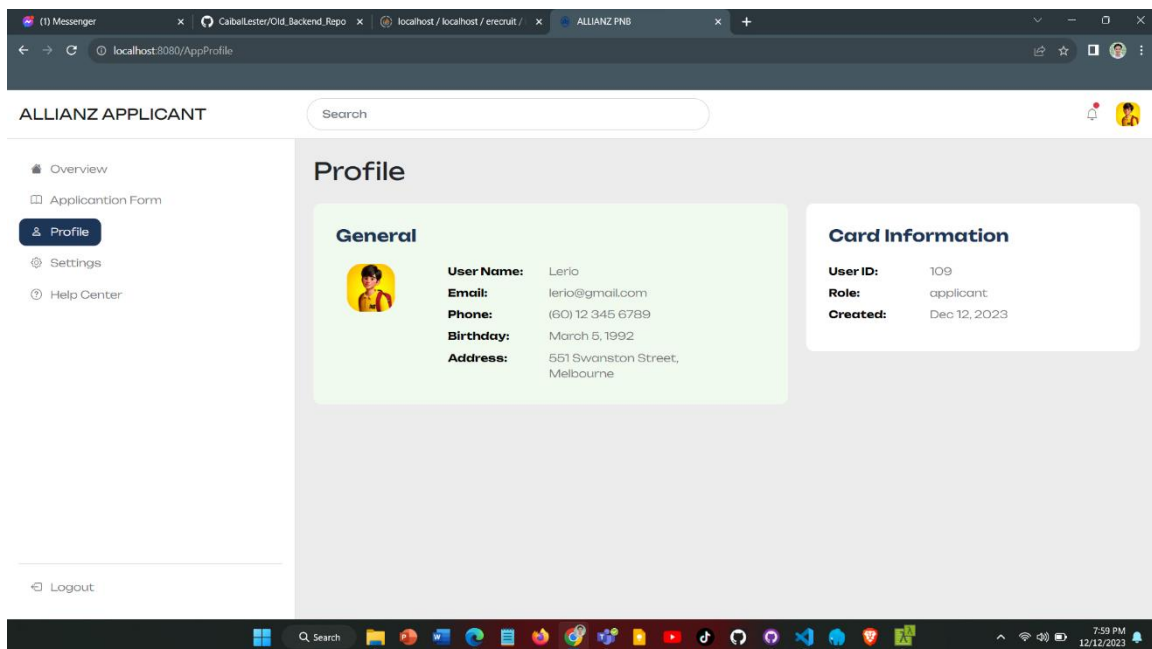 (1) Messenger
CaibalLester/Old_Backend_Repo
localhost / localhost / erecruit /
ALLIANZ PNB
localhost:8080/AppProfile
ALLIANZ APPLICANT
Search
Overview
Applicantion Form
Profile
Settings
Help Center
Logout
Profile
General
User Name: Lerio
Email: lerio@gmail.com
Phone: (60) 12 345 6789
Birthday: March 5, 1992
Address: 551 Swanston Street,
Melbourne
Card Information
User ID: 109
Role: applicant
Created: Dec 12, 2023
Search
7:59 PM
12/12/2023